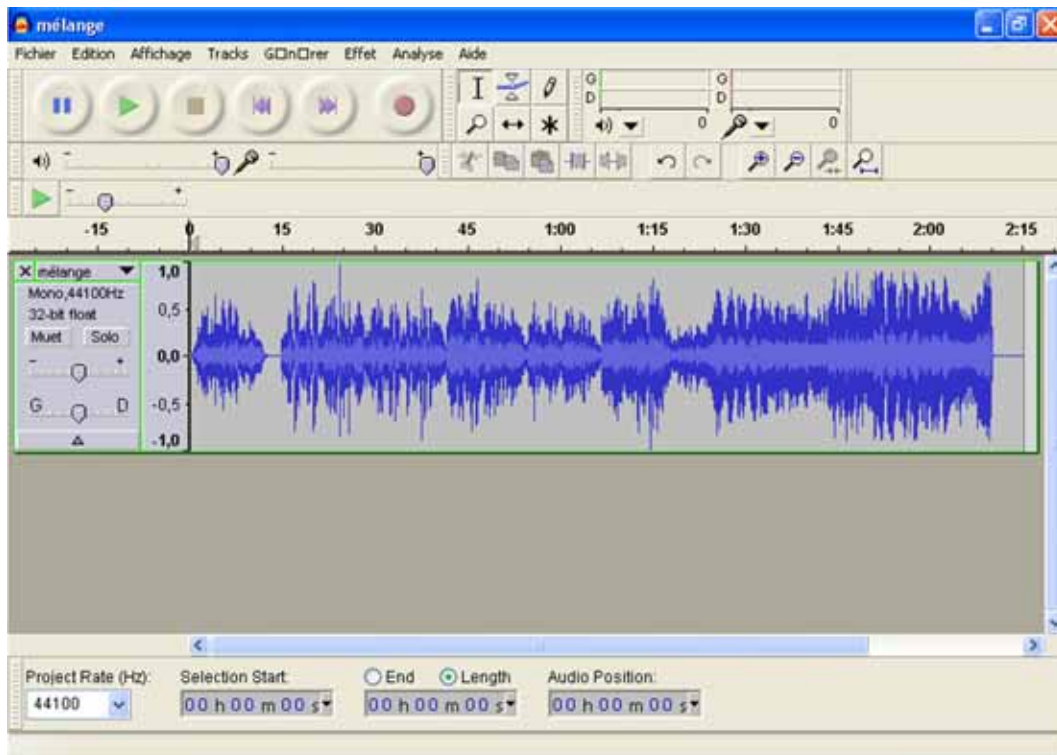 mélange
Fichier Edition Affichage Tracks G□n□rer Effet Analyse Aide
G
D
0
G
D
0
- 15 0 15 30 45 1:00 1:15 1:30 1:45 2:00 2:15
mélange
Mono,44100Hz
32-bit float
Muet Solo
- +
G D
1,0
0,5
0,0
-0,5
-1,0
Project Rate (Hz): Selection Start: End Length Audio Position:
44100 00 h 00 m 00 s 00 h 00 m 00 s 00 h 00 m 00 s